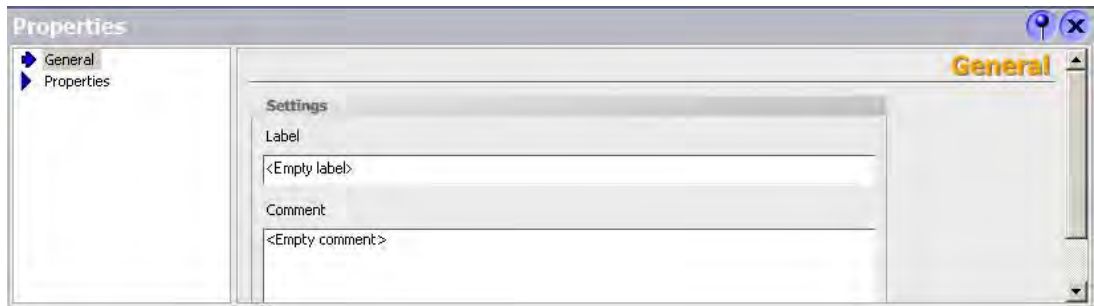 Properties
General
Properties
General
Settings
Label
<Empty label>
Comment
<Empty comment>